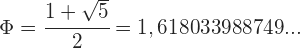 Φ = (1 + √5) / 2 = 1,618033988749...